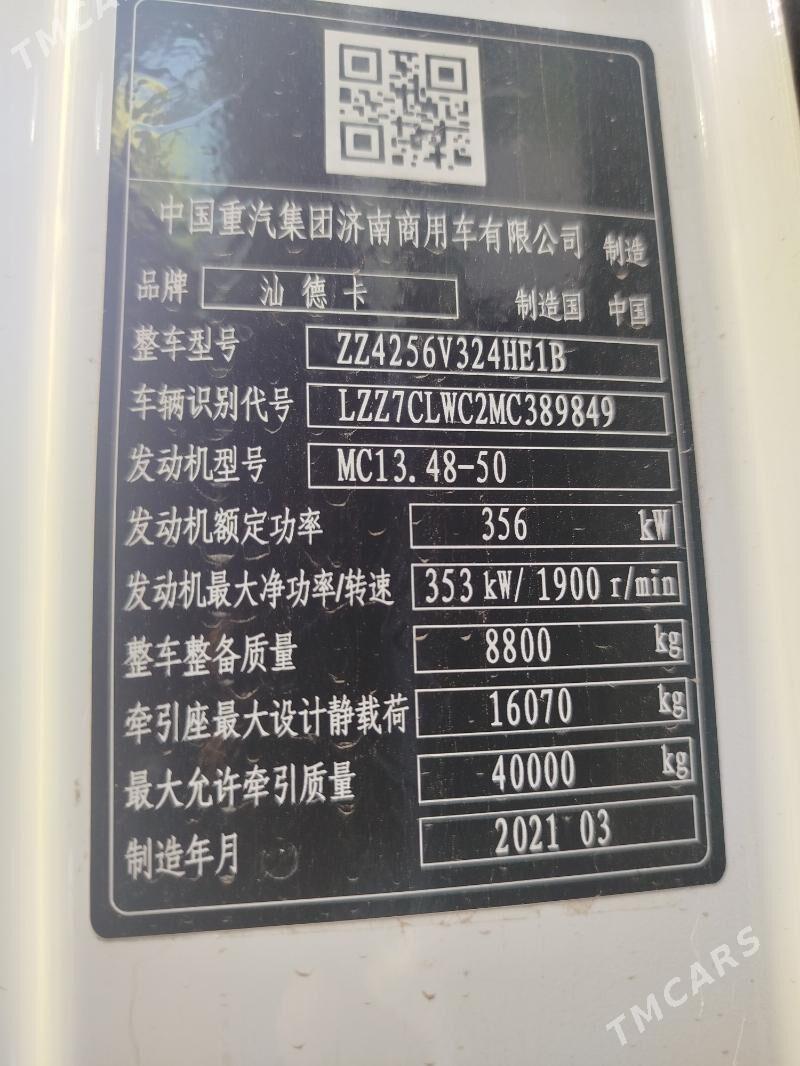 TMCARS
中国重汽集团济南商用车有限公司 制造
品牌 汕德卡 制造国 中国
整车型号 ZZ4256V324HE1B
车辆识别代号 LZZ7CLWC2MC389849
发动机型号 MC13.48-50
发动机额定功率 356 kW
发动机最大净功率/转速 353 kW/ 1900 r/min
整车整备质量 8800 kg
牵引座最大设计静载荷 16070 kg
最大允许牵引质量 40000 kg
制造年月 2021 03
TMCARS